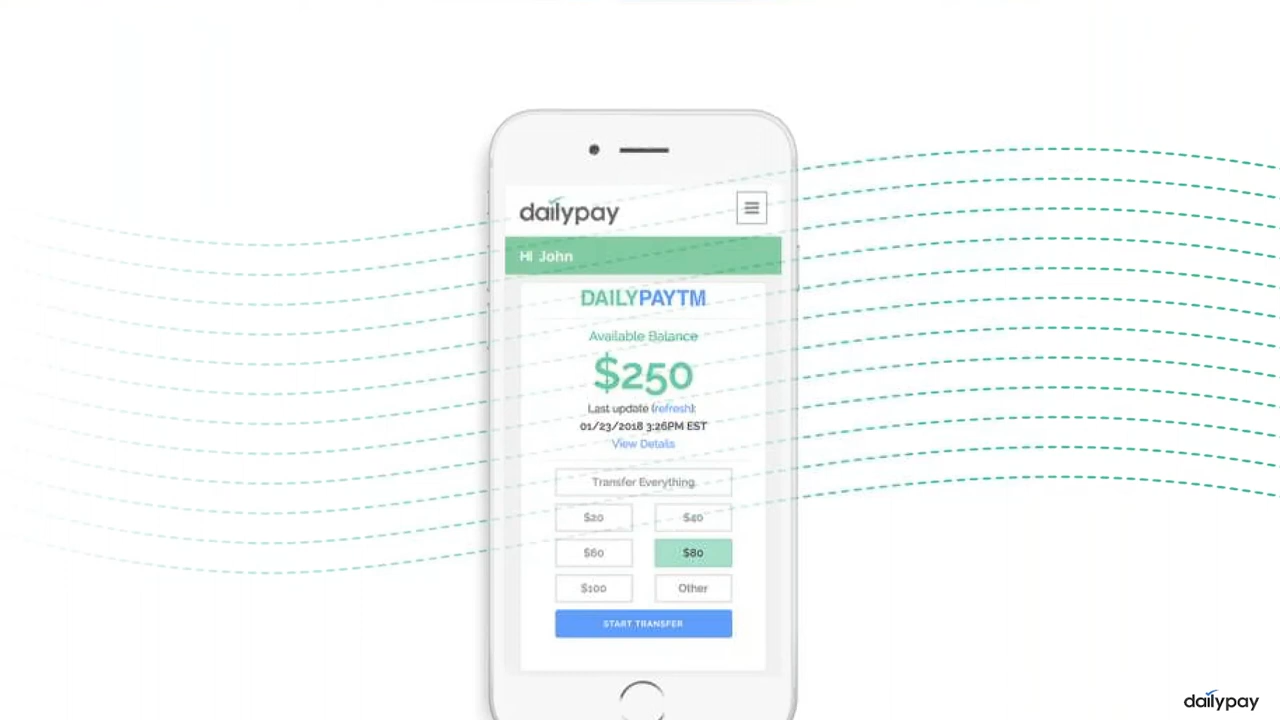 dailypay
Hi John
DAILYPAYTM
Available Balance
$250
Last update (refresh):
01/23/2018 3:26PM EST
View Details
Transfer Everything
$20 $40
$60 $80
$100 Other
START TRANSFER
dailypay